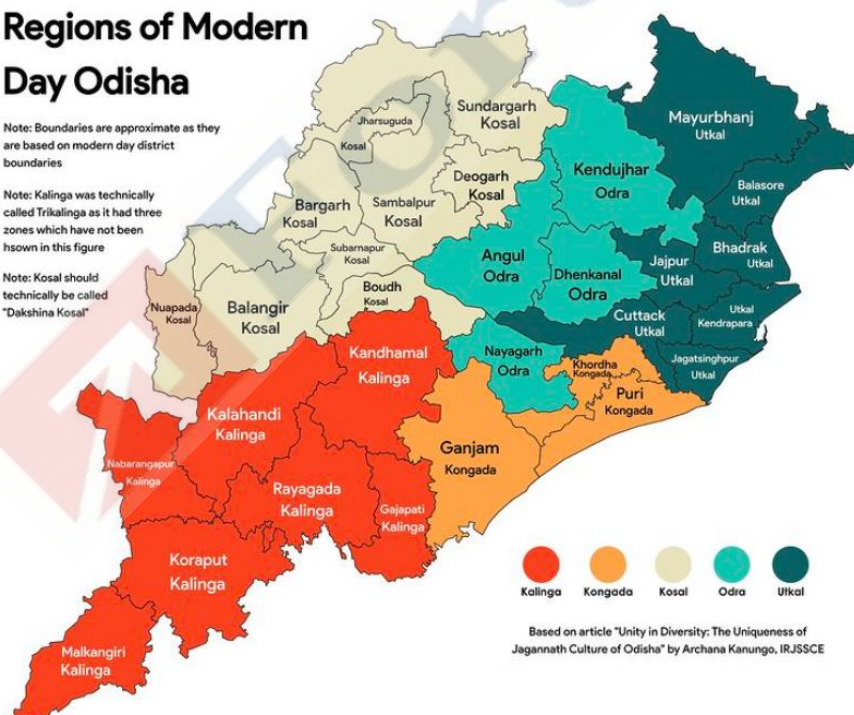 Regions of Modern
Day Odisha
Note: Boundaries are approximate as they
are based on modern day district
boundaries
Note: Kalinga was technically
called Trikalinga as it had three
zones which have not been
hsown in this figure
Note: Kosal should
technically be called
"Dakshina Kosal"
Jharsuguda
Kosal
Sundargarh
Kosal
Mayurbhanj
Utkal
Deogarh
Kosal
Kendujhar
Odra
Balasore
Utkal
Bargarh
Kosal
Sambalpur
Kosal
Subarnapur
Kosal
Angul
Odra
Dhenkanal
Odra
Jajpur
Utkal
Bhadrak
Utkal
Nuapada
Kosal
Balangir
Kosal
Boudh
Kosal
Cuttack
Utkal
Utkal
Kendrapara
Kandhamal
Kalinga
Nayagarh
Odra
Khordha
Kongada
Jagatsinghpur
Utkal
Puri
Kongada
Kalahandi
Kalinga
Ganjam
Kongada
Nabarangapur
Kalinga
Rayagada
Kalinga
Gajapati
Kalinga
Koraput
Kalinga
Malkangiri
Kalinga
Kalinga Kongada Kosal Odra Utkal
Based on article "Unity in Diversity: The Uniqueness of
Jagannath Culture of Odisha" by Archana Kanungo, IRJSSCE